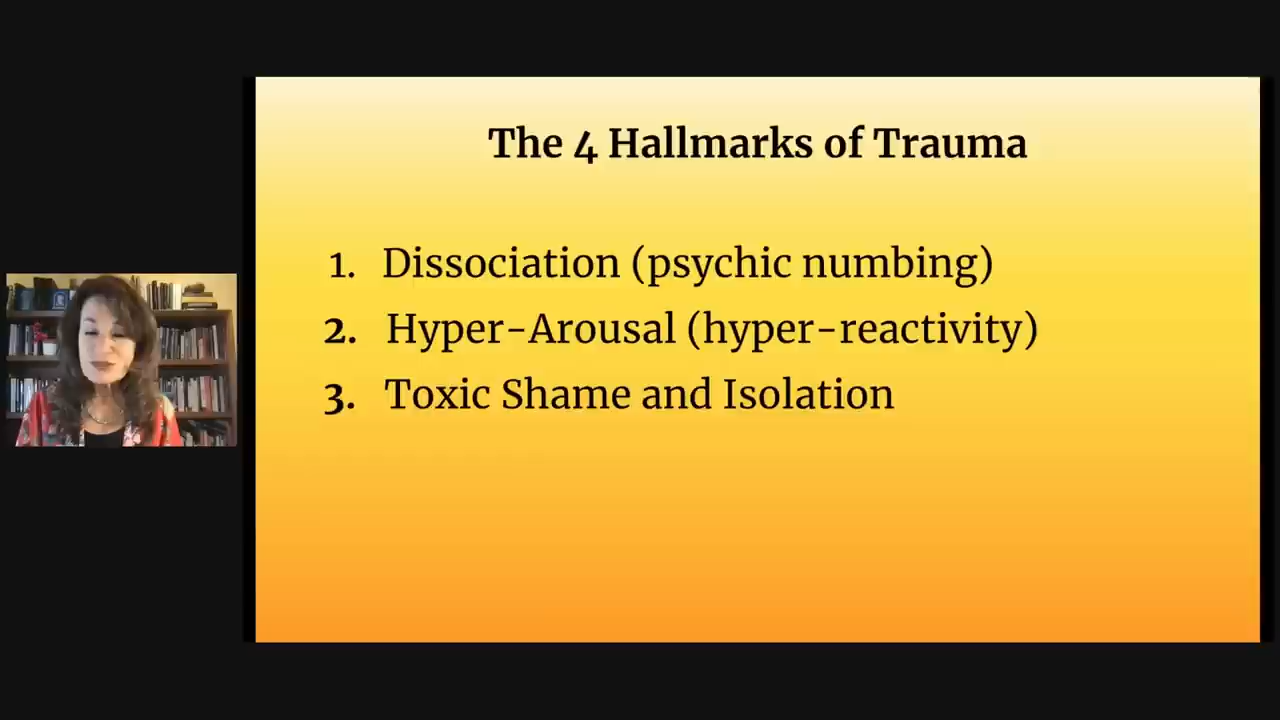 The 4 Hallmarks of Trauma
1. Dissociation (psychic numbing)
2. Hyper-Arousal (hyper-reactivity)
3. Toxic Shame and Isolation